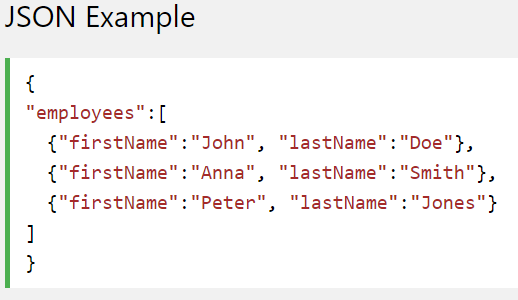 JSON Example
{
"employees":[
  {"firstName":"John", "lastName":"Doe"},
  {"firstName":"Anna", "lastName":"Smith"},
  {"firstName":"Peter", "lastName":"Jones"}
]
}